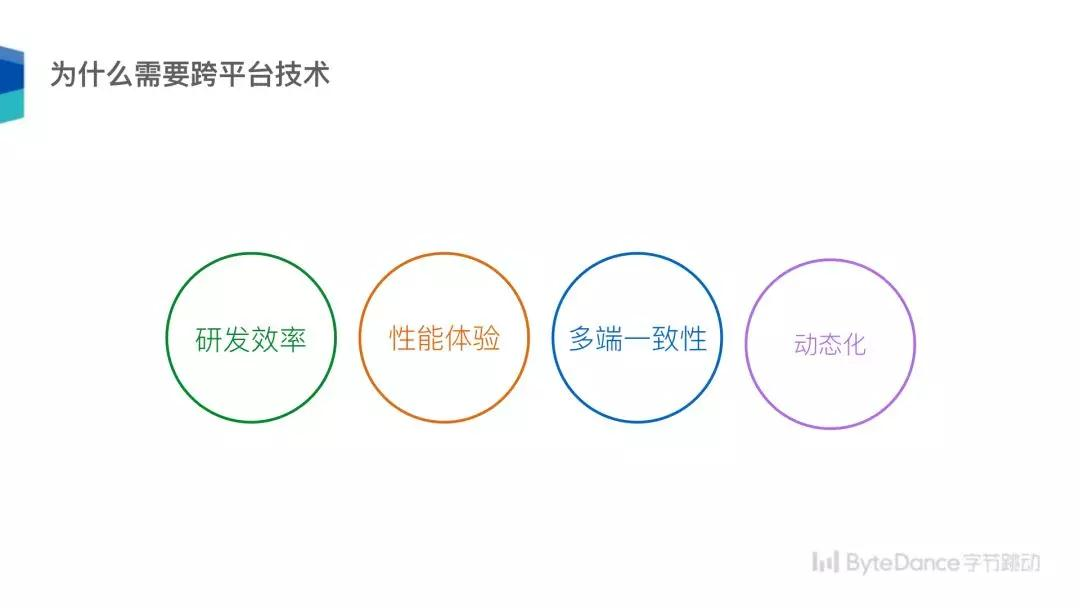 为什么需要跨平台技术
研发效率
性能体验
多端一致性
动态化
ByteDance字节跳动